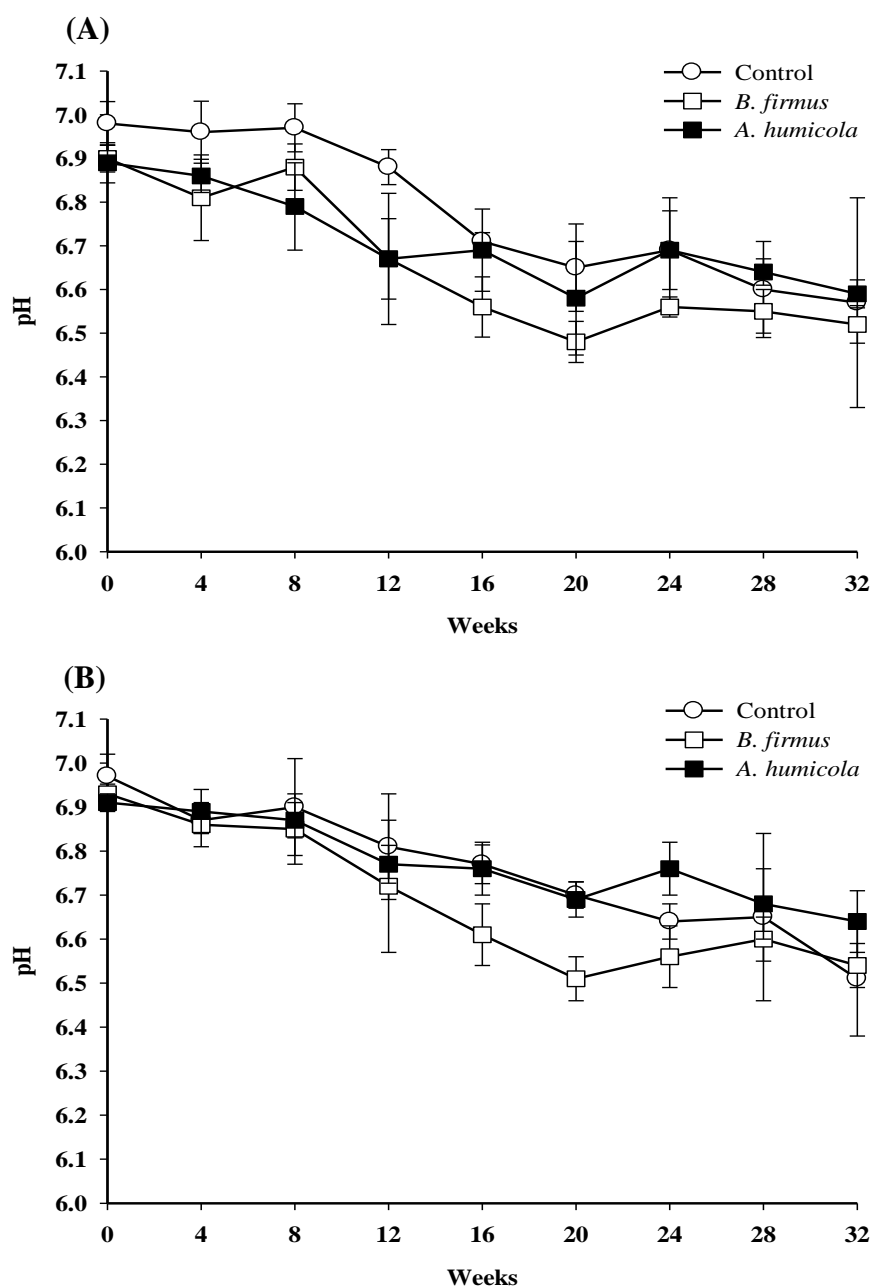 (A)
7.1
7.0
6.9
6.8
6.7
6.6
6.5
6.4
6.3
6.2
6.1
6.0
pH
Control
B. firmus
A. humicola
0 4 8 12 16 20 24 28 32
Weeks
(B)
7.1
7.0
6.9
6.8
6.7
6.6
6.5
6.4
6.3
6.2
6.1
6.0
pH
Control
B. firmus
A. humicola
0 4 8 12 16 20 24 28 32
Weeks